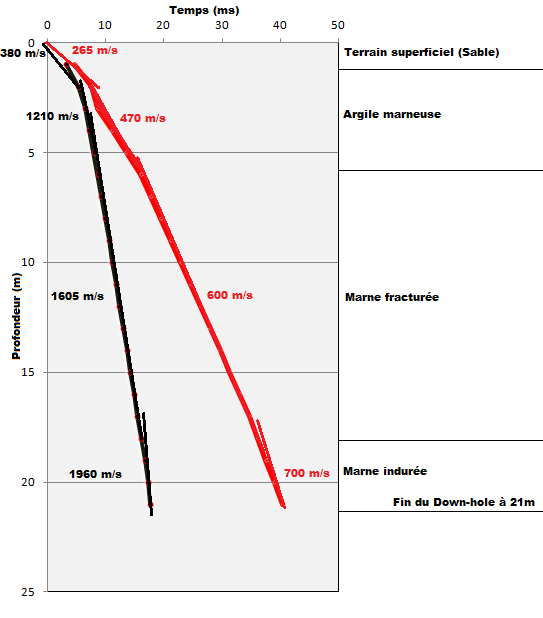 Temps (ms)
0 10 20 30 40 50
0
380 m/s
265 m/s
Terrain superficiel (Sable)
1210 m/s
470 m/s
Argile marneuse
5
10
Profondeur (m)
1605 m/s
600 m/s
Marne fracturée
15
1960 m/s
700 m/s
Marne indurée
20
Fin du Down-hole à 21m
25